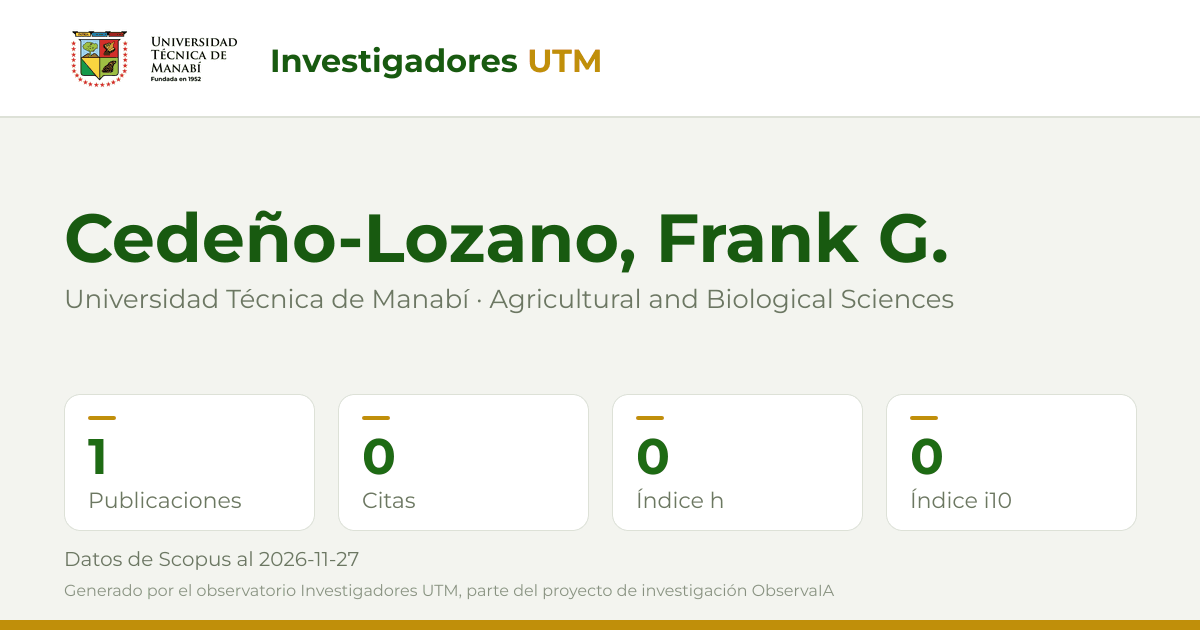 UNIVERSIDAD
TÉCNICA DE
MANABÍ
Fundada en 1952
Investigadores UTM
Cedeño-Lozano, Frank G.
Universidad Técnica de Manabí · Agricultural and Biological Sciences
1
Publicaciones
0
Citas
0
Índice h
0
Índice i10
Datos de Scopus al 2026-11-27
Generado por el observatorio Investigadores UTM, parte del proyecto de investigación ObservaIA